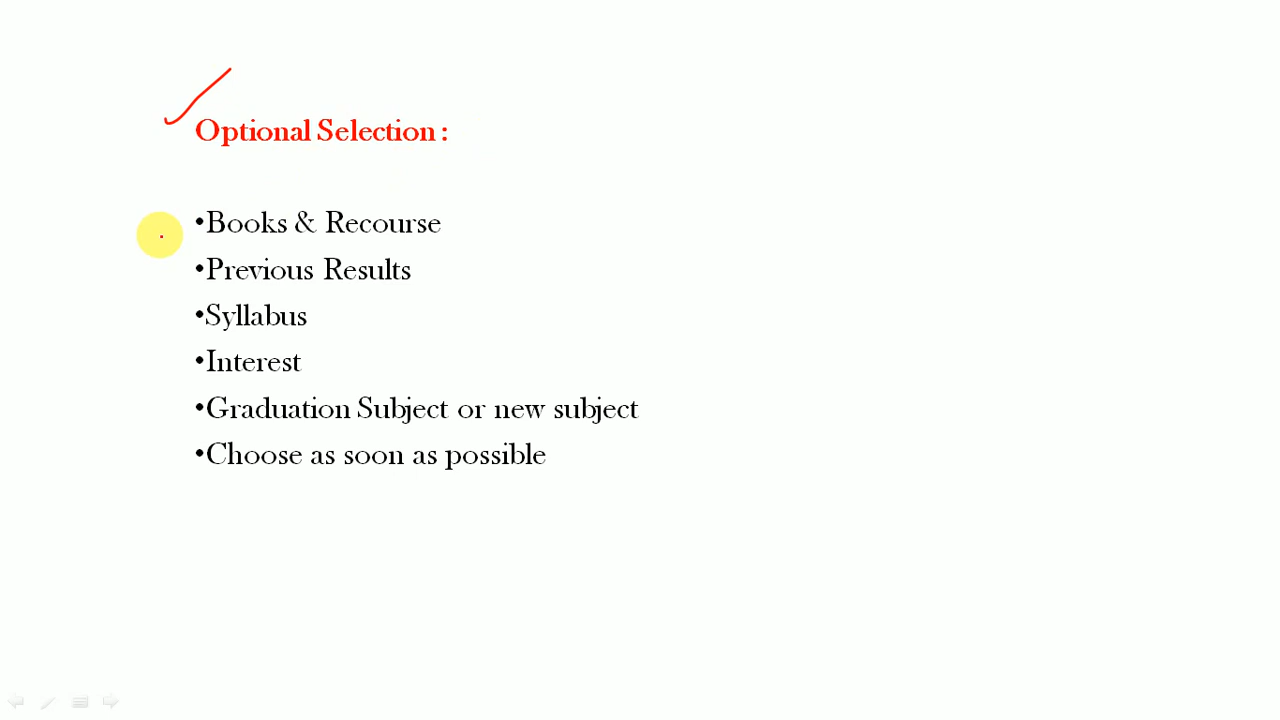 Optional Selection :
•Books & Recourse
•Previous Results
•Syllabus
•Interest
•Graduation Subject or new subject
•Choose as soon as possible